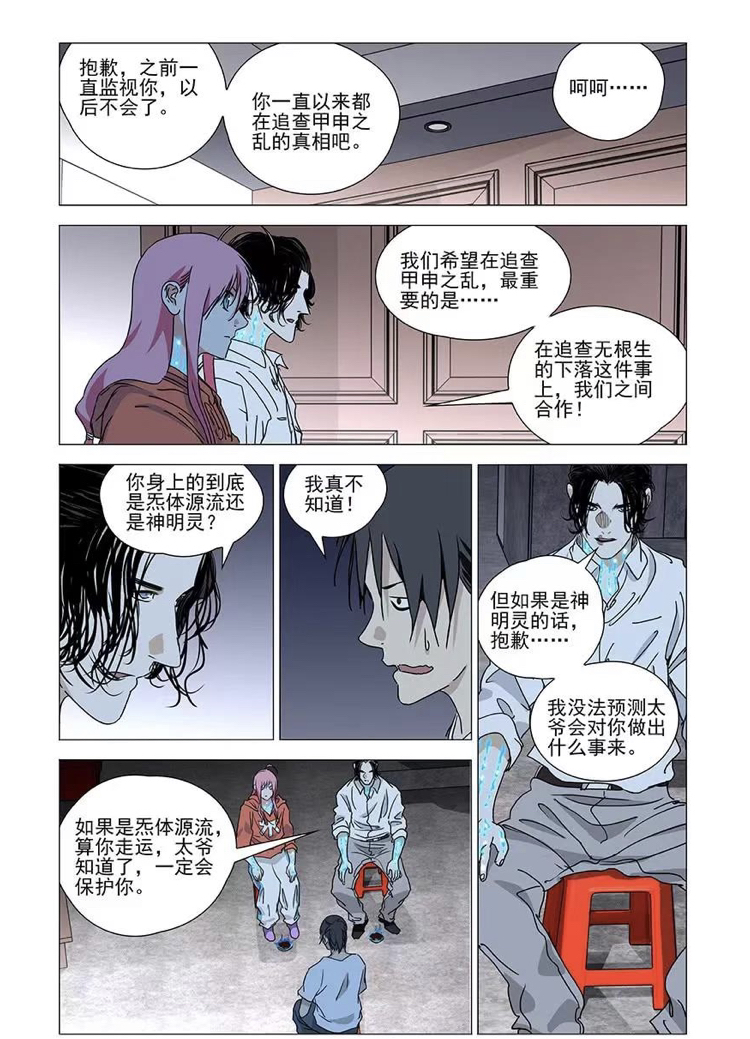 抱歉，之前一
直监视你，以
后不会了。
你一直以来都
在追查甲申之
乱的真相吧。
呵呵……
我们希望在追查
甲申之乱，最重
要的是……
在追查无根生
的下落这件事
上，我们之间
合作！
你身上的到底
是炁体源流还
是神明灵？
我真不
知道！
但如果是神
明灵的话，
抱歉……
我没法预测太
爷会对你做出
什么事来。
如果是炁体源流，
算你走运，太爷
知道了，一定会
保护你。